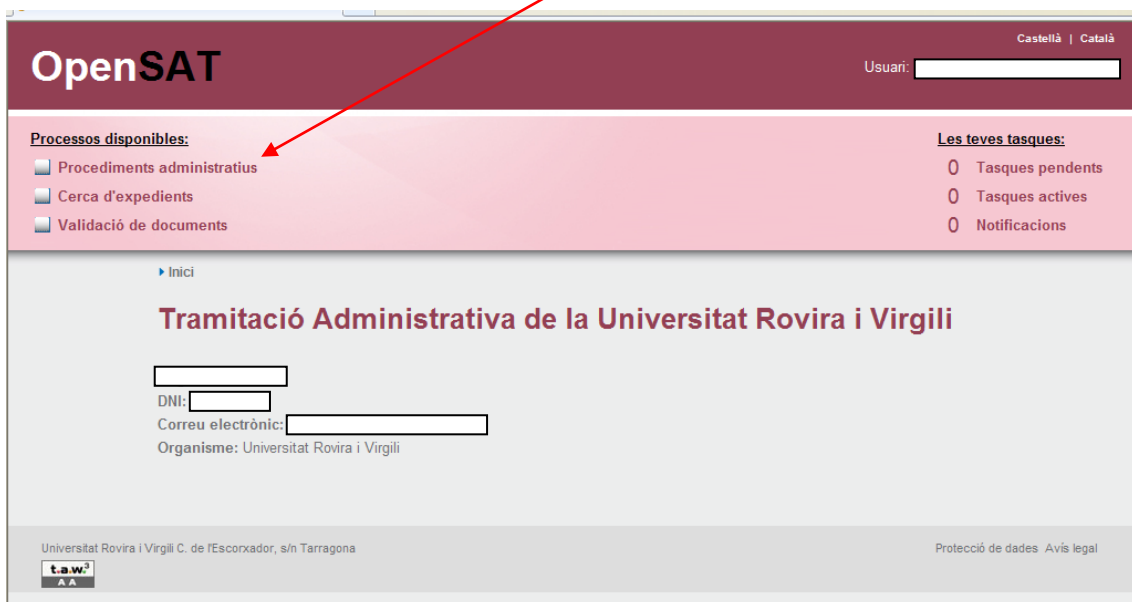 Castellà | Català
OpenSAT
Usuari:
Processos disponibles:
Procediments administratius
Cerca d'expedients
Validació de documents
Les teves tasques:
0 Tasques pendents
0 Tasques actives
0 Notificacions
Inici
Tramitació Administrativa de la Universitat Rovira i Virgili
DNI:
Correu electrònic:
Organisme: Universitat Rovira i Virgili
Universitat Rovira i Virgili C. de l'Escorxador, s/n Tarragona
Protecció de dades Avís legal
t.a.w.3
A A